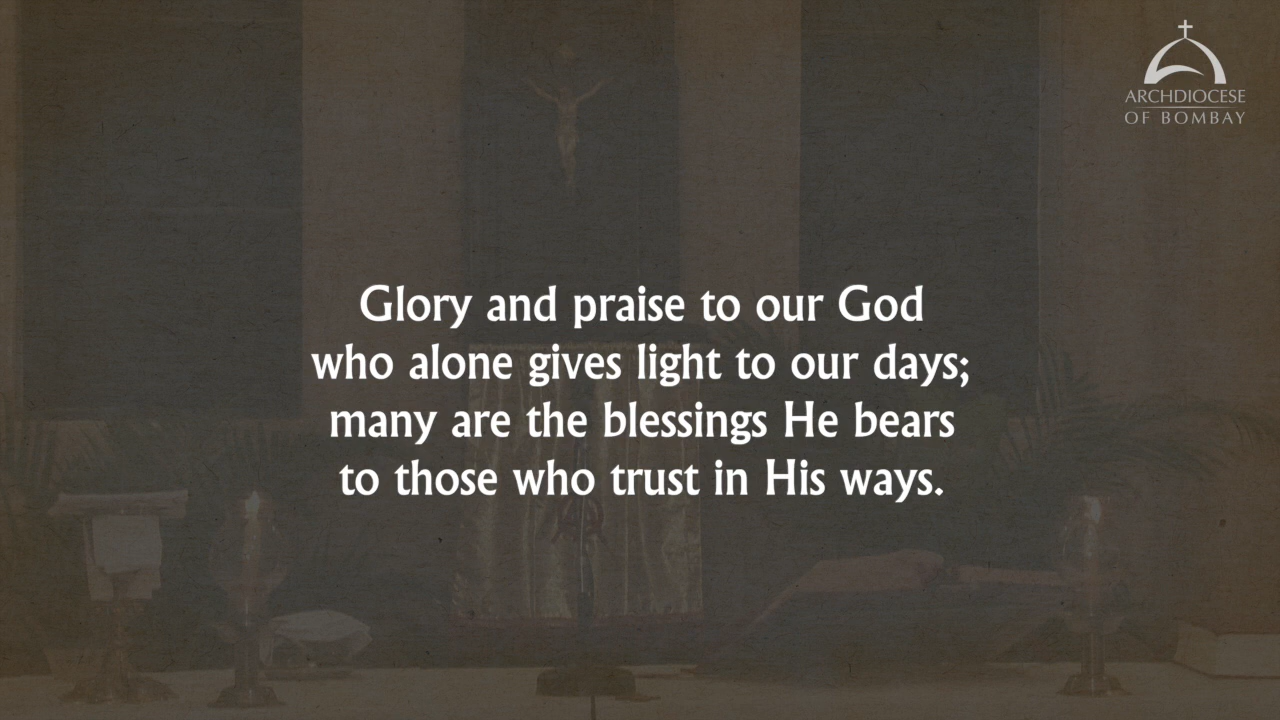 ARCHDIOCESE
OF BOMBAY
Glory and praise to our God
who alone gives light to our days;
many are the blessings He bears
to those who trust in His ways.